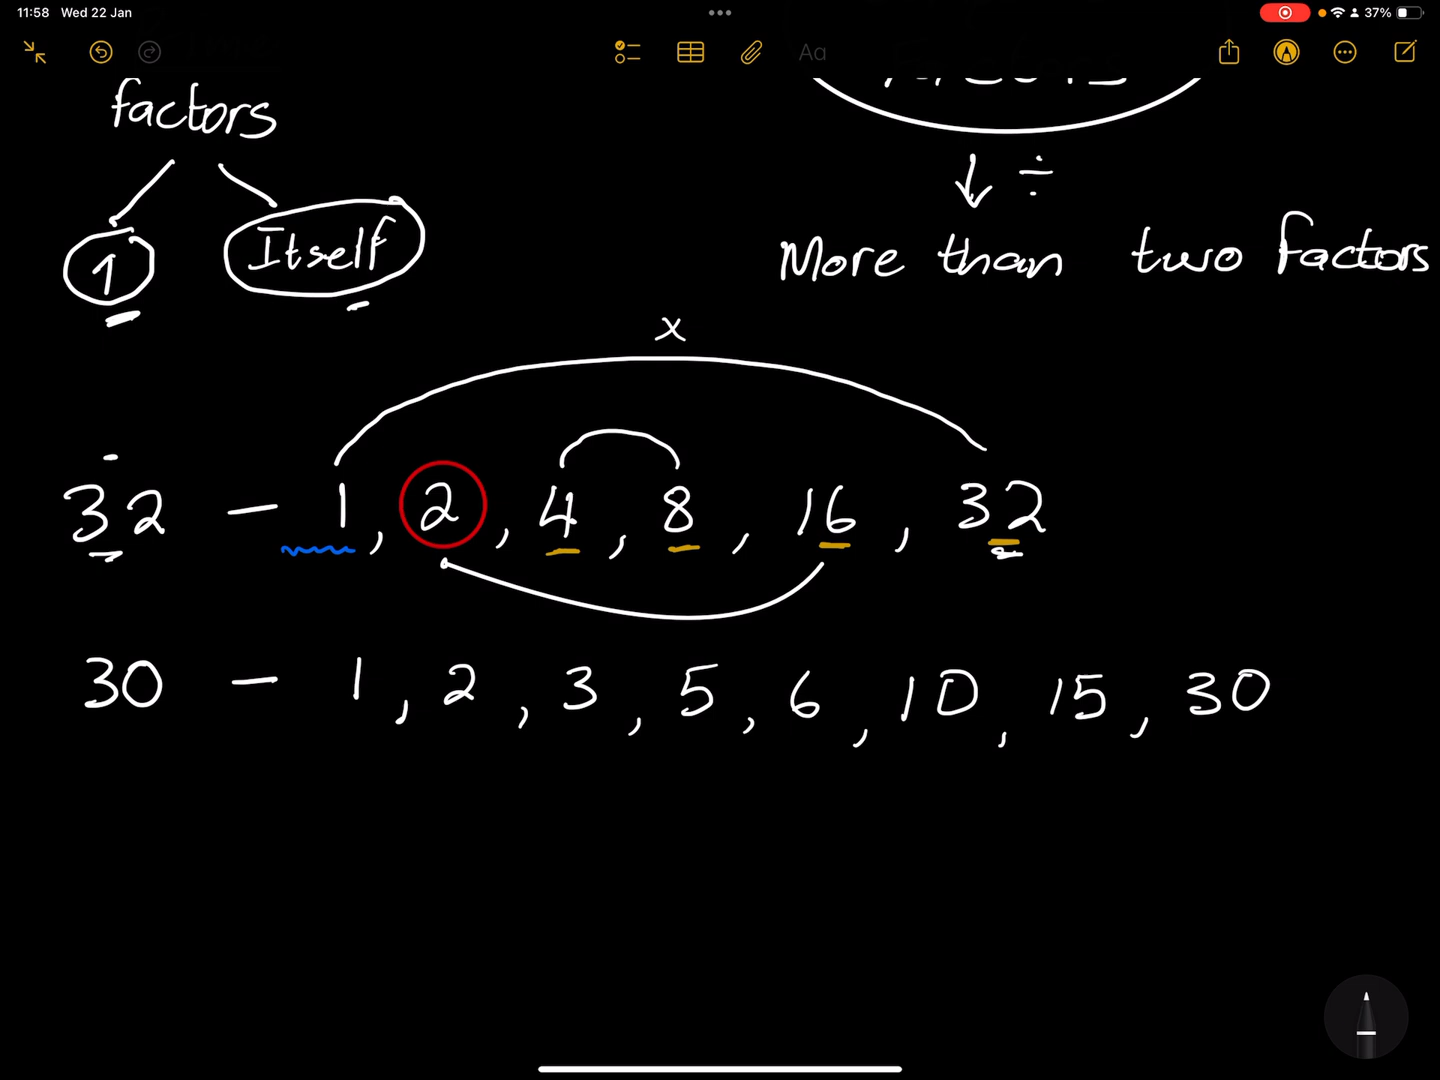 11:58 Wed 22 Jan
37%
Aa
factors
1 Itself
÷
More than two factors
x
32 - 1, 2, 4, 8, 16, 32
30 - 1, 2, 3, 5, 6, 10, 15, 30